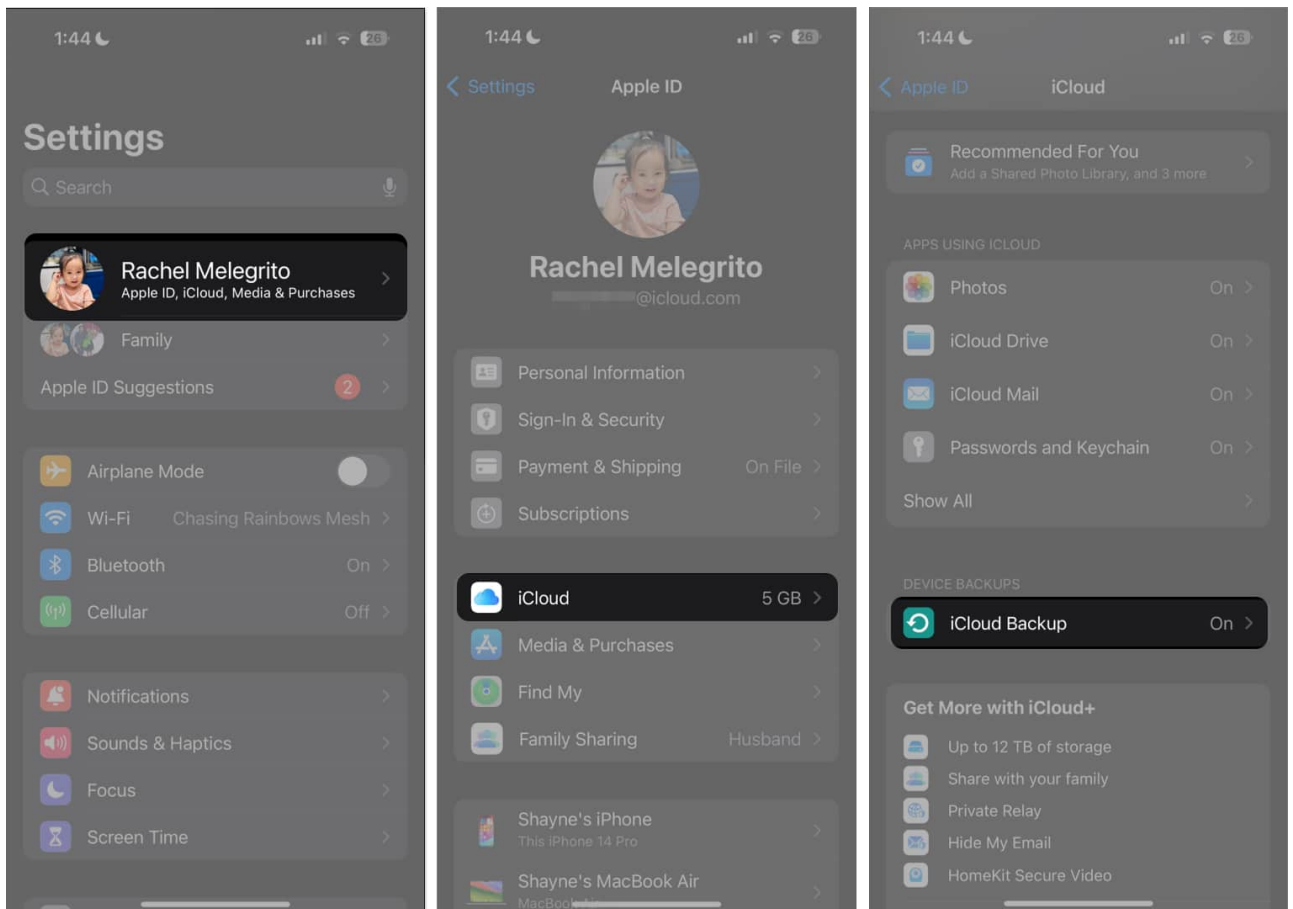 1:44
26
Settings
Search
Rachel Melegrito
Apple ID, iCloud, Media & Purchases
Family
Apple ID Suggestions 2
Airplane Mode
Wi-Fi Chasing Rainbows Mesh
Bluetooth On
Cellular Off
Notifications
Sounds & Haptics
Focus
Screen Time
1:44
26
Settings Apple ID
Rachel Melegrito
@icloud.com
Personal Information
Sign-In & Security
Payment & Shipping On File
Subscriptions
iCloud 5 GB
Media & Purchases
Find My
Family Sharing Husband
Shayne's iPhone
This iPhone 14 Pro
Shayne's MacBook Air
MacBook Air
1:44
26
Apple ID iCloud
Recommended For You
Add a Shared Photo Library, and 3 more
APPS USING ICLOUD
Photos On
iCloud Drive On
iCloud Mail On
Passwords and Keychain On
Show All
DEVICE BACKUPS
iCloud Backup On
Get More with iCloud+
Up to 12 TB of storage
Share with your family
Private Relay
Hide My Email
HomeKit Secure Video